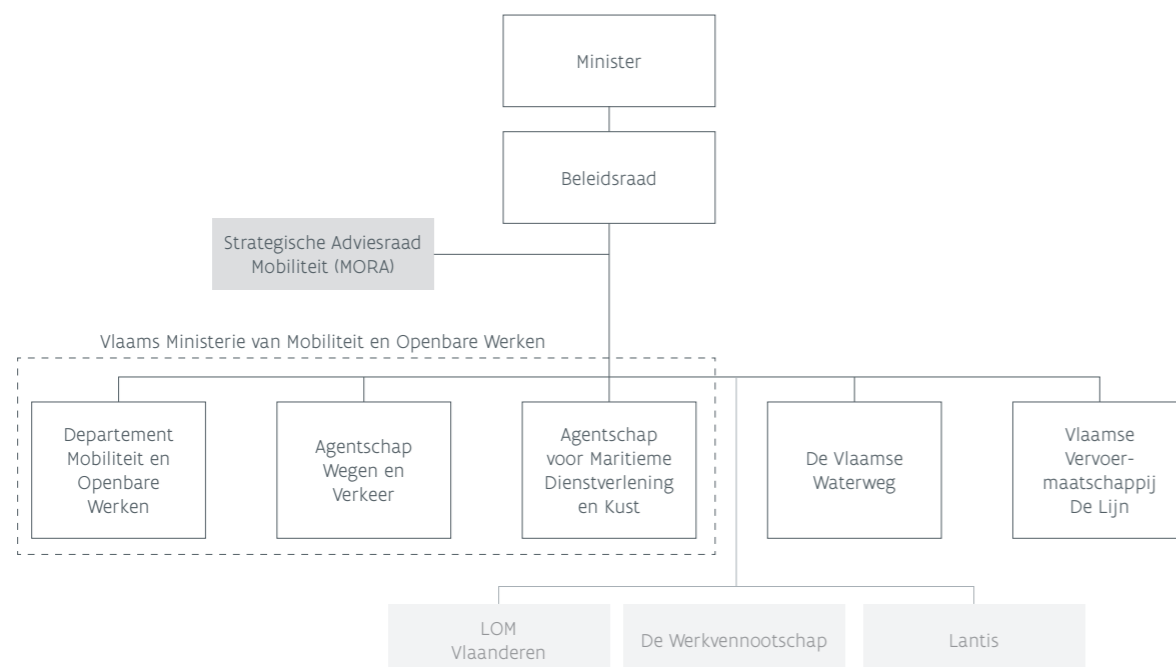 Minister
Beleidsraad
Strategische Adviesraad
Mobiliteit (MORA)
Vlaams Ministerie van Mobiliteit en Openbare Werken
Departement
Mobiliteit en
Openbare
Werken
Agentschap
Wegen en
Verkeer
Agentschap
voor Maritieme
Dienstverlening
en Kust
De Vlaamse
Waterweg
Vlaamse
Vervoer-
maatschappij
De Lijn
LOM
Vlaanderen
De Werkvennootschap
Lantis